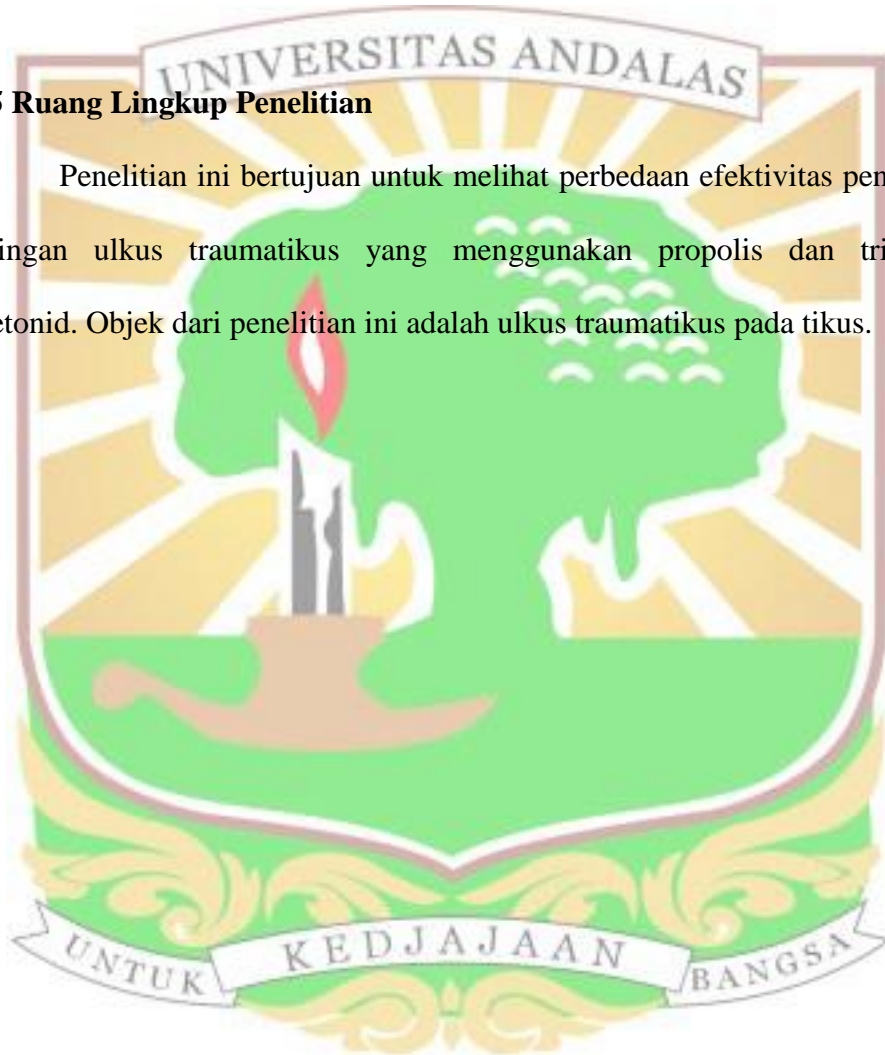 UNIVERSITAS ANDALAS
5 Ruang Lingkup Penelitian
Penelitian ini bertujuan untuk melihat perbedaan efektivitas pen
ingan ulkus traumatikus yang menggunakan propolis dan tri
etonid. Objek dari penelitian ini adalah ulkus traumatikus pada tikus.
UNTUK KEDJAJAAN BANGSA